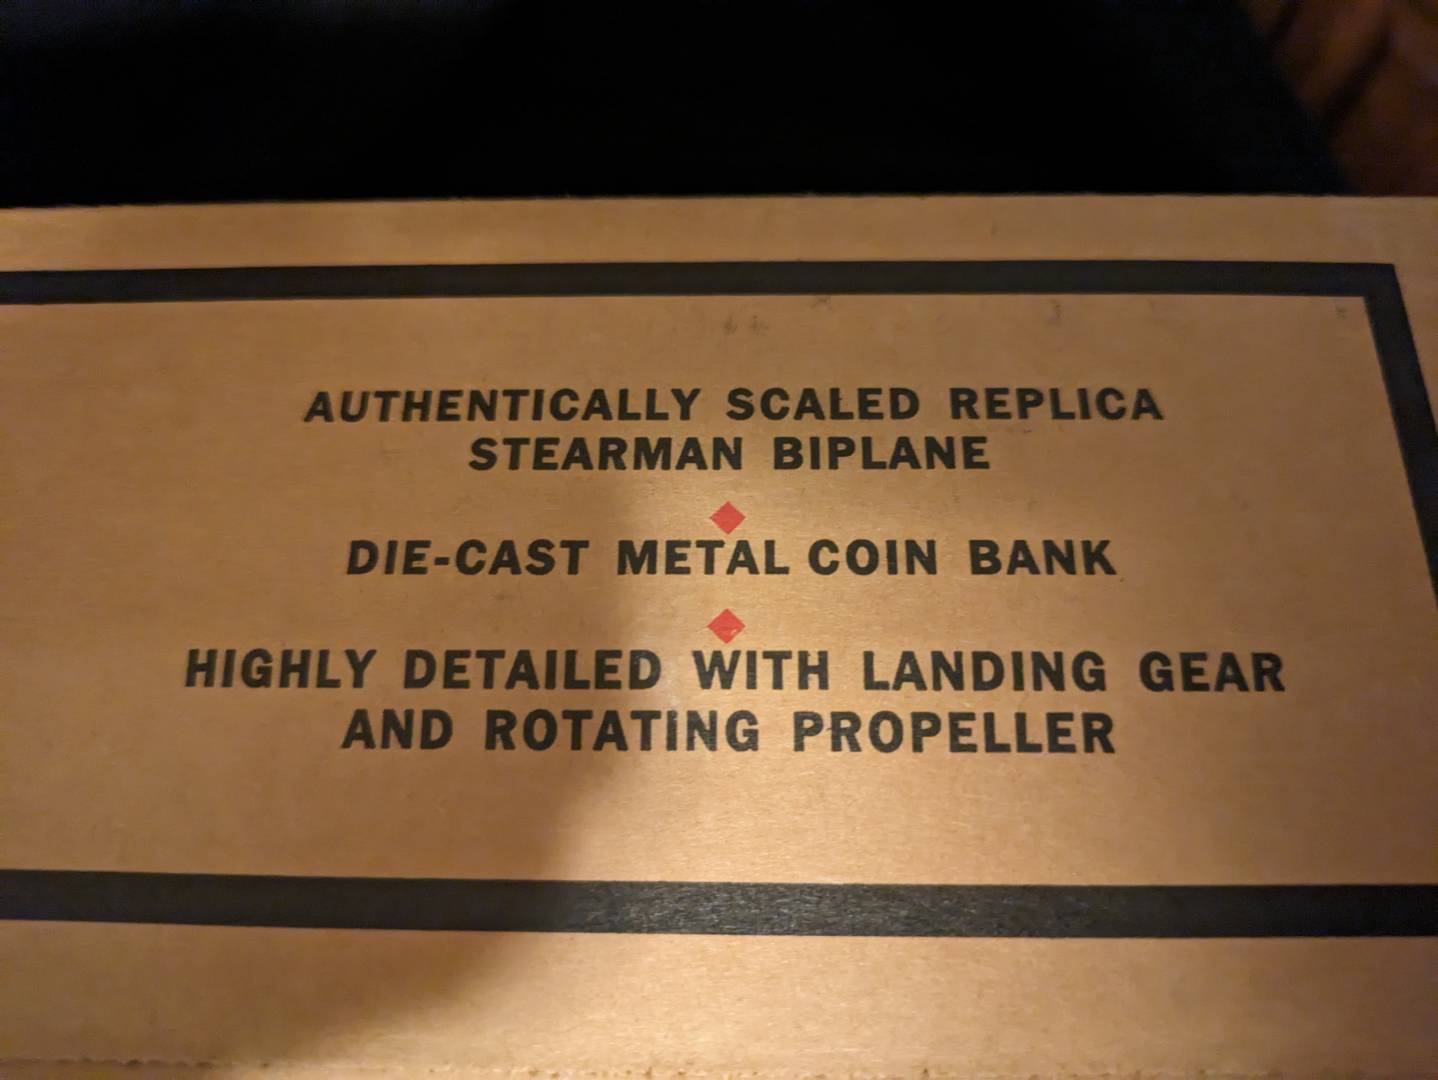 AUTHENTICALLY SCALED REPLICA
STEARMAN BIPLANE
DIE-CAST METAL COIN BANK
HIGHLY DETAILED WITH LANDING GEAR
AND ROTATING PROPELLER